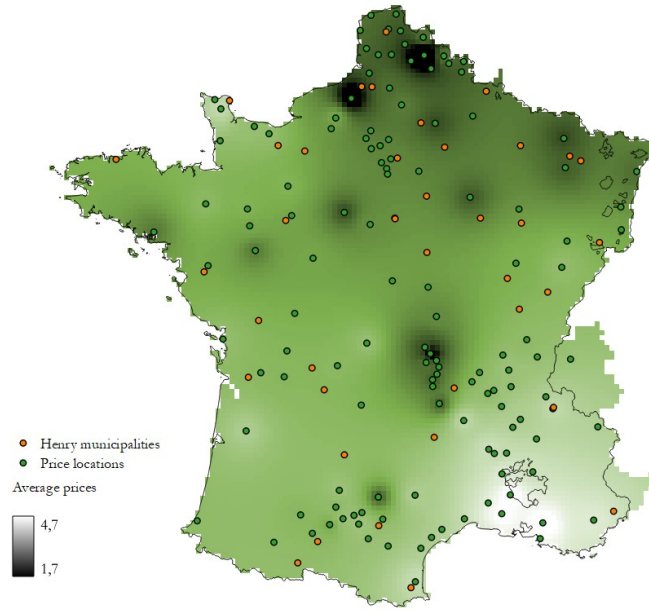 Henry municipalities
Price locations
Average prices
4,7
1,7